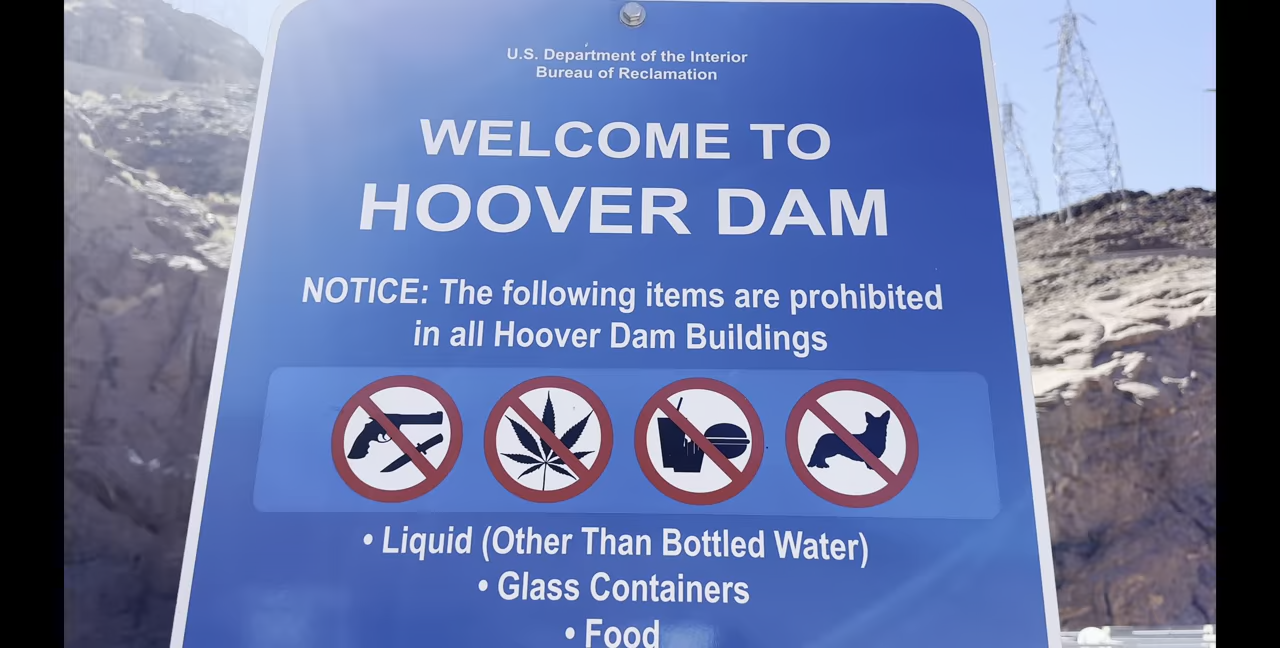 U.S. Department of the Interior
Bureau of Reclamation
WELCOME TO
HOOVER DAM
NOTICE: The following items are prohibited
in all Hoover Dam Buildings
• Liquid (Other Than Bottled Water)
• Glass Containers
• Food